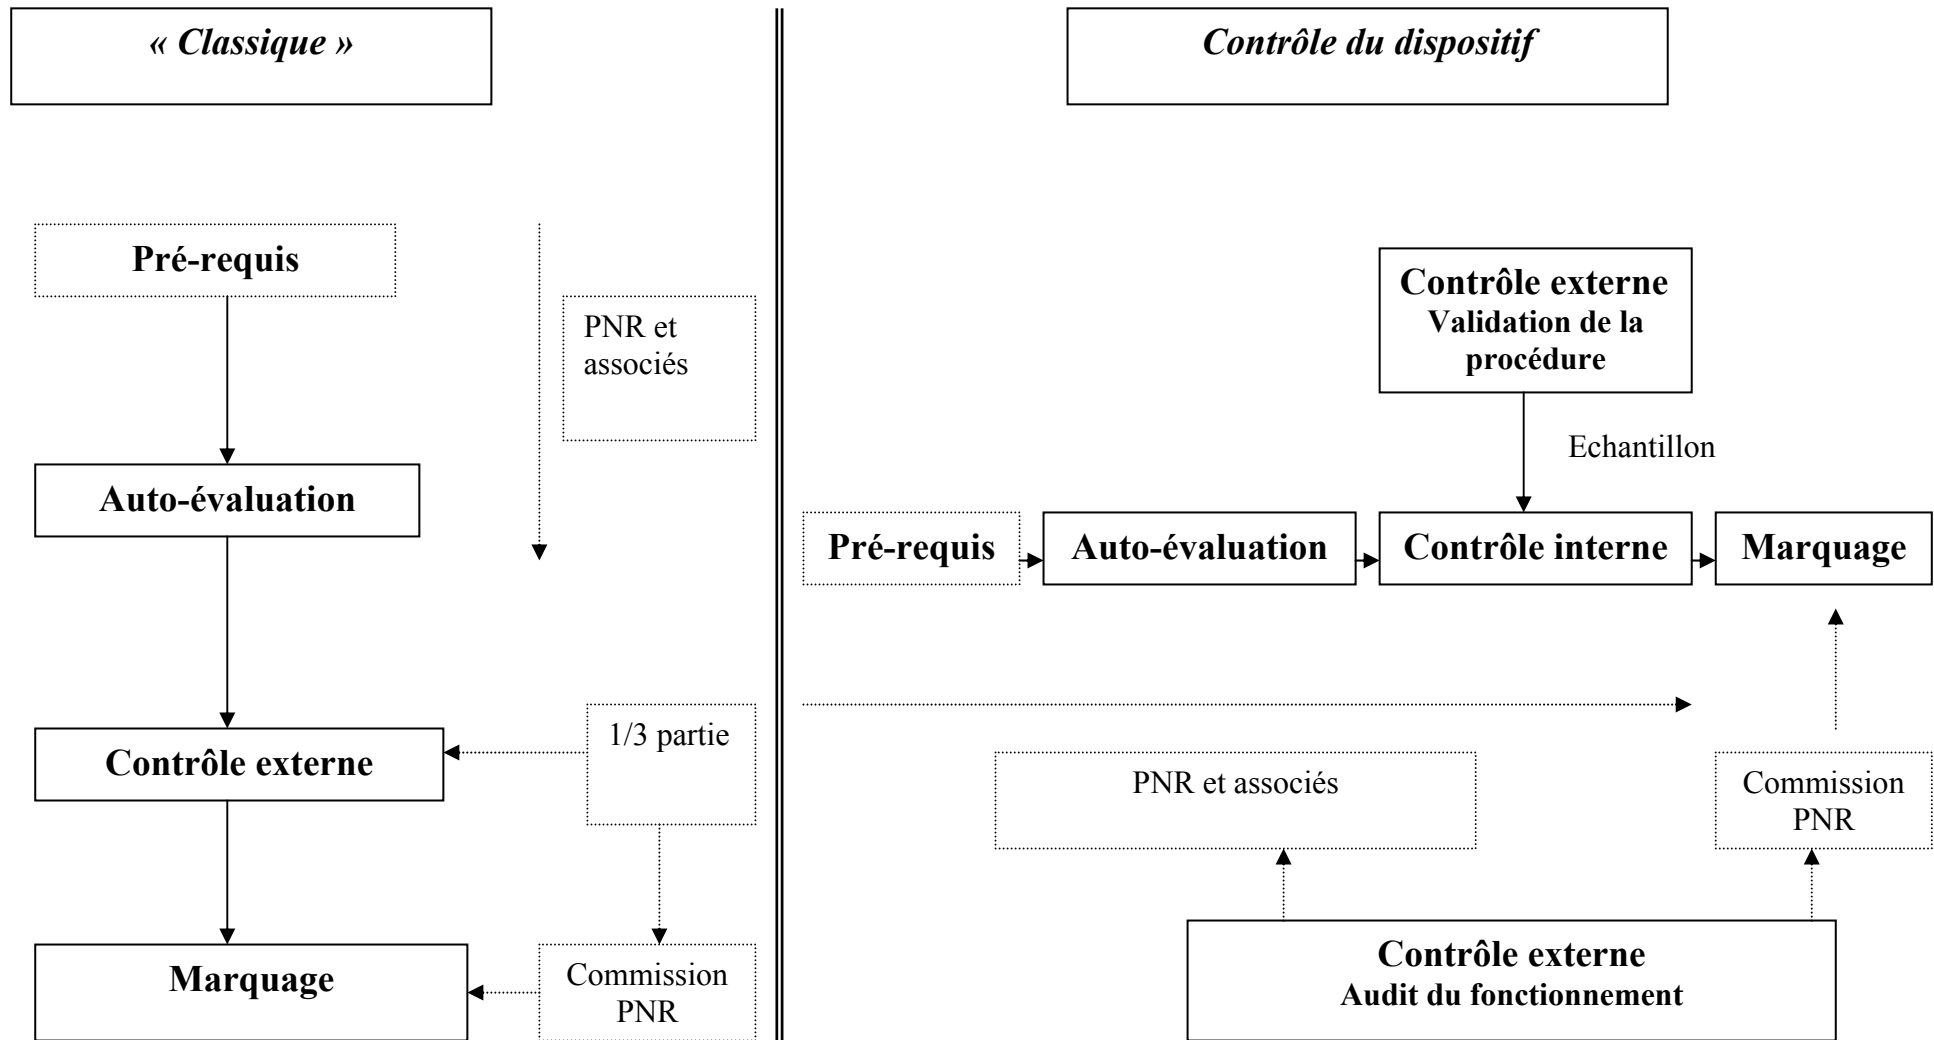 « Classique »
Pré-requis
PNR et
associés
Auto-évaluation
1/3 partie
Contrôle externe
Marquage
Commission
PNR
Contrôle du dispositif
Contrôle externe
Validation de la
procédure
Echantillon
Pré-requis
Auto-évaluation
Contrôle interne
Marquage
PNR et associés
Commission
PNR
Contrôle externe
Audit du fonctionnement